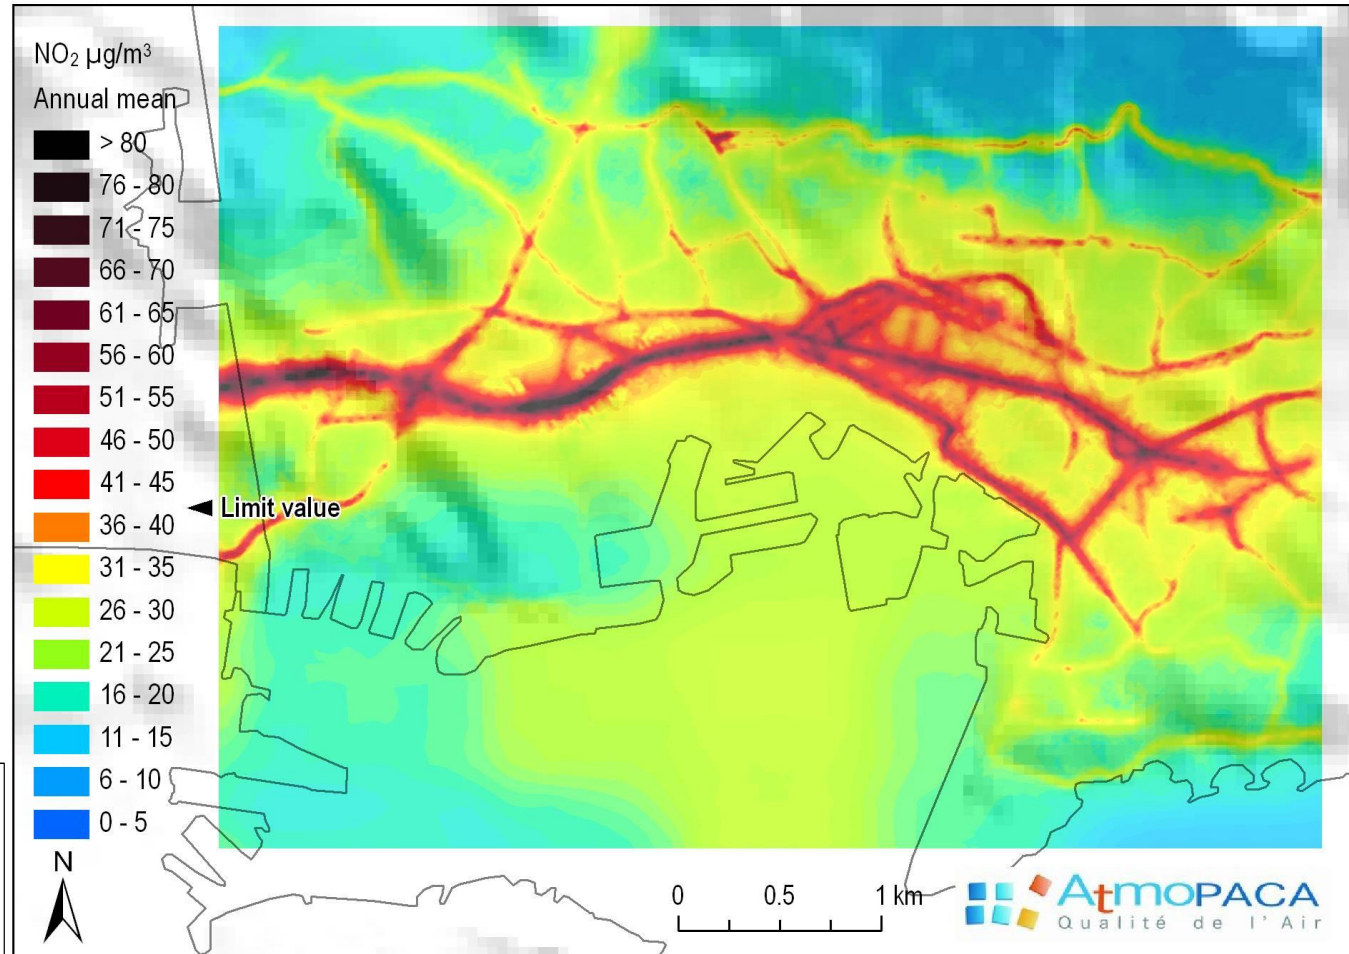 NO₂ µg/m³
Annual mean
> 80
76 - 80
71 - 75
66 - 70
61 - 65
56 - 60
51 - 55
46 - 50
41 - 45
36 - 40
◄ Limit value
31 - 35
26 - 30
21 - 25
16 - 20
11 - 15
6 - 10
0 - 5
N
0 0.5 1 km
AtmoPACA
Qualité de l'Air